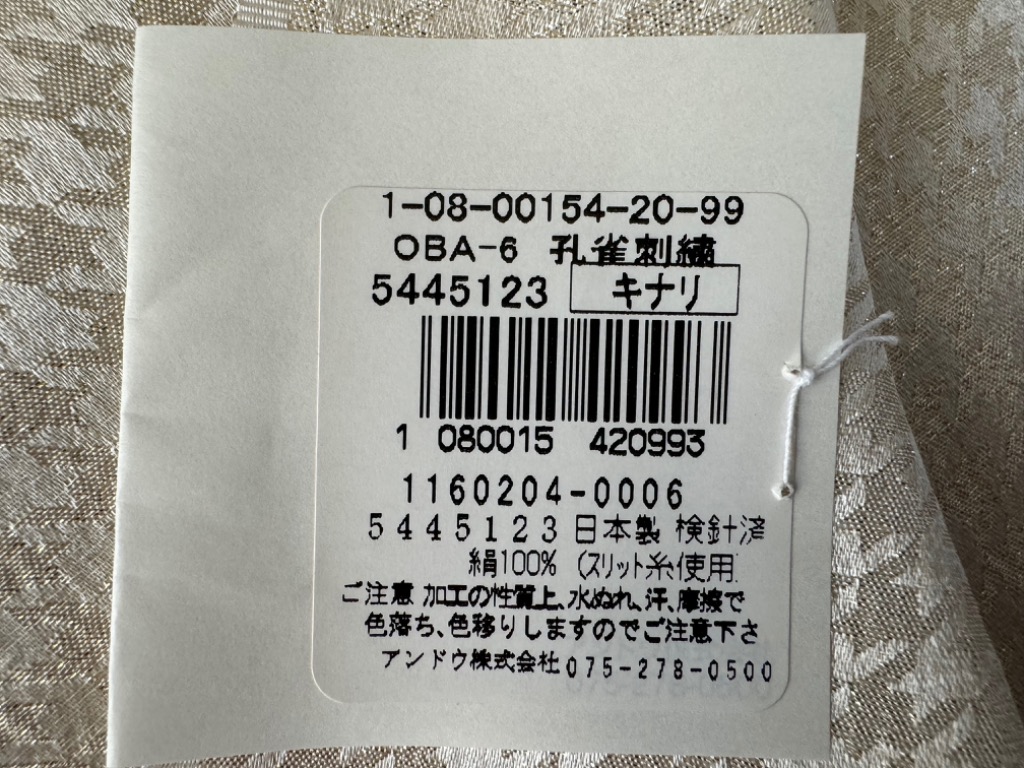 1-08-00154-20-99
OBA-6 孔雀刺繍
5445123 キナリ
1 080015 420993
1160204-0006
5445123 日本製 検針済
絹100% (スリット糸使用
ご注意 加工の性質上、水ぬれ、汗、摩擦で
色落ち、色移りしますのでご注意下さ
アンドウ株式会社 075-278-0500